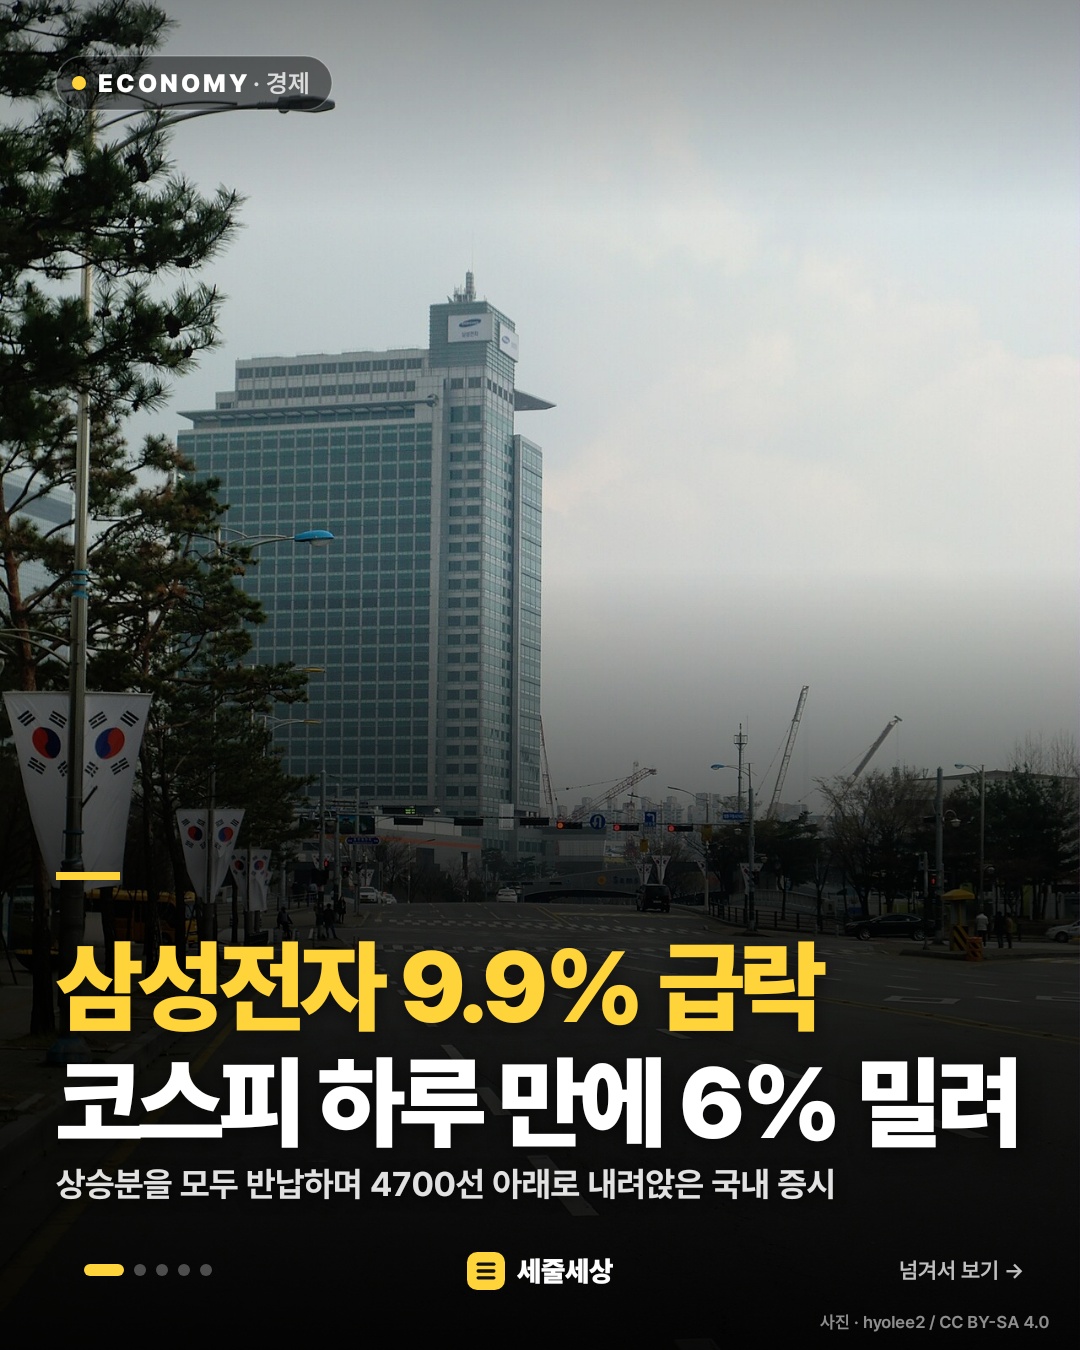 ECONOMY · 경제
삼성전자 9.9% 급락
코스피 하루 만에 6% 밀려
상승분을 모두 반납하며 4700선 아래로 내려앉은 국내 증시
세줄세상
넘겨서 보기 →
사진 · hyolee2 / CC BY-SA 4.0